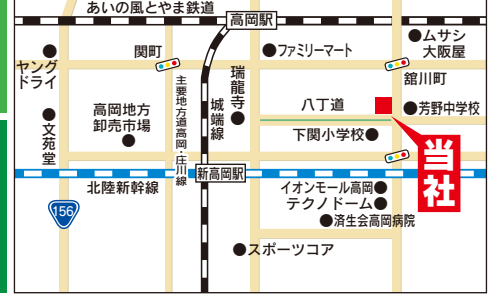 あいの風とやま鉄道
高岡駅
ムサシ
大阪屋
関町
ファミリーマート
ヤング
ドライ
瑞龍寺
舘川町
主要地方道高岡・庄川線
城端線
八丁道
芳野中学校
高岡地方
卸売市場
文苑堂
下関小学校
当社
新高岡駅
北陸新幹線
イオンモール高岡
テクノドーム
済生会高岡病院
156
スポーツコア